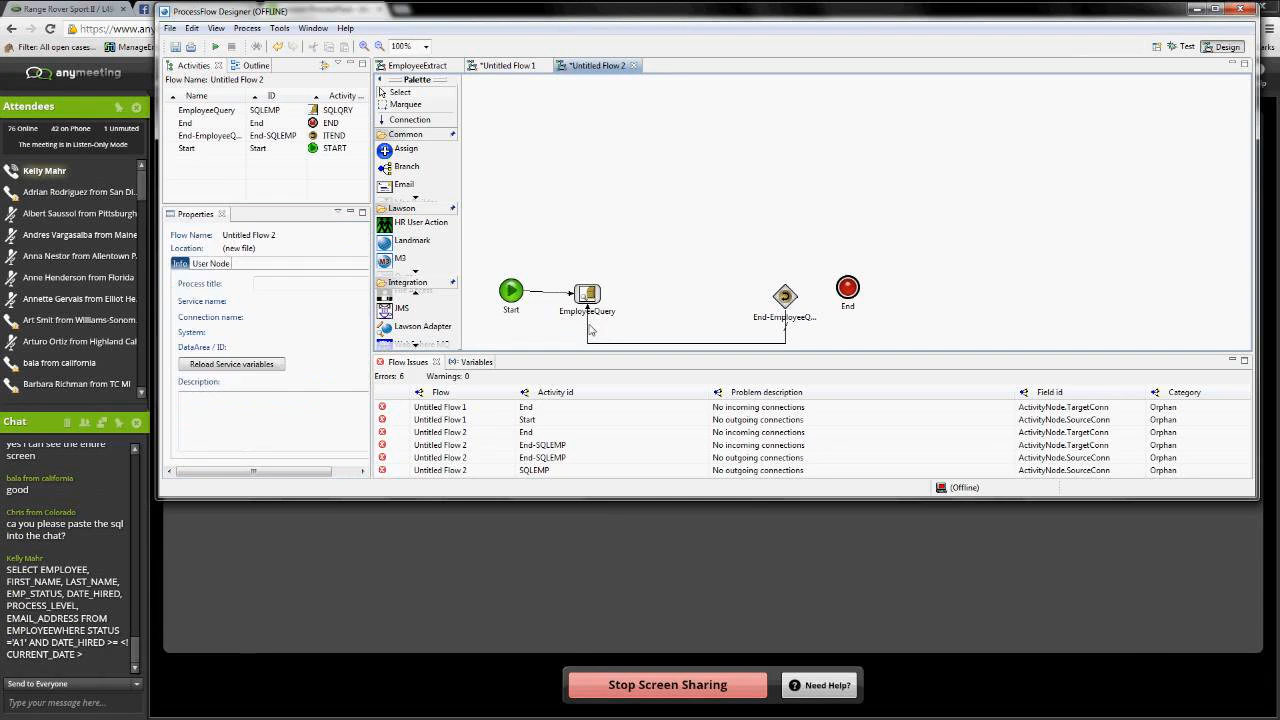 Range Rover Sport II / L49
https://www.any
Filter: All open cases...
ManageEn
anymeeting
Attendees
76 Online 42 on Phone 1 Unmuted
The meeting is in Listen-Only Mode
Kelly Mahr
Adrian Rodriguez from San Di...
Albert Saussol from Pittsburgh
Andres Vargasalba from Maine
Anna Nestor from Allentown P.
Anne Henderson from Florida
Annette Gervais from Elliot He.
Art Smit from Williams-Sonom.
Arturo Ortiz from Highland Cal
bala from california
Barbara Richman from TC MI
Chat
yes i can see the entire
screen
bala from california
good
Chris from Colorado
ca you please paste the sql
into the chat?
Kelly Mahr
SELECT EMPLOYEE,
FIRST_NAME, LAST_NAME,
EMP_STATUS, DATE_HIRED,
PROCESS_LEVEL,
EMAIL_ADDRESS FROM
EMPLOYEEWHERE STATUS
='A1' AND DATE_HIRED >= <!
CURRENT_DATE >
Send to Everyone
Type your message here...
ProcessFlow Designer (OFFLINE)
File Edit View Process Tools Window Help
100%
Test Design
Activities Outline
Flow Name: Untitled Flow 2
Name ID Activity ...
EmployeeQuery SQLEMP SQLQRY
End End END
End-EmployeeQ... End-SQLEMP ITEND
Start Start START
Properties
Flow Name: Untitled Flow 2
Location: (new file)
Info User Node
Process title:
Service name:
Connection name:
System:
DataArea / ID:
Reload Service variables
Description:
EmployeeExtract *Untitled Flow 1 *Untitled Flow 2
Palette
Select
Marquee
Connection
Common
Assign
Branch
Email
Lawson
HR User Action
Landmark
M3
Integration
JMS
Lawson Adapter
Start
EmployeeQuery
End-EmployeeQ...
End
Flow Issues Variables
Errons: 6 Warnings: 0
Flow Activity id Problem description Field id Category
Untitled Flow 1 End No incoming connections ActivityNode.TargetConn Orphan
Untitled Flow 1 Start No outgoing connections ActivityNode.SourceConn Orphan
Untitled Flow 2 End No incoming connections ActivityNode.TargetConn Orphan
Untitled Flow 2 End-SQLEMP No incoming connections ActivityNode.TargetConn Orphan
Untitled Flow 2 End-SQLEMP No outgoing connections ActivityNode.SourceConn Orphan
Untitled Flow 2 SQLEMP No outgoing connections ActivityNode.SourceConn Orphan
(Offline)
Stop Screen Sharing
Need Help?